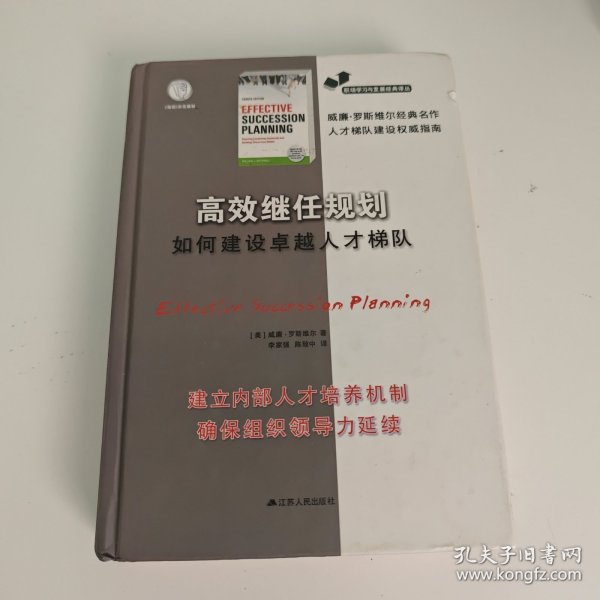 职场学习与发展经典译丛
威廉·罗斯维尔经典名作
人才梯队建设权威指南
EFFECTIVE
SUCCESSION
PLANNING
高效继任规划
如何建设卓越人才梯队
Effective Succession Planning
[美] 威廉·罗斯维尔 著
李家强 陈致中 译
建立内部人才培养机制
确保组织领导力延续
江苏人民出版社
孔夫子旧书网
www.kongfz.com